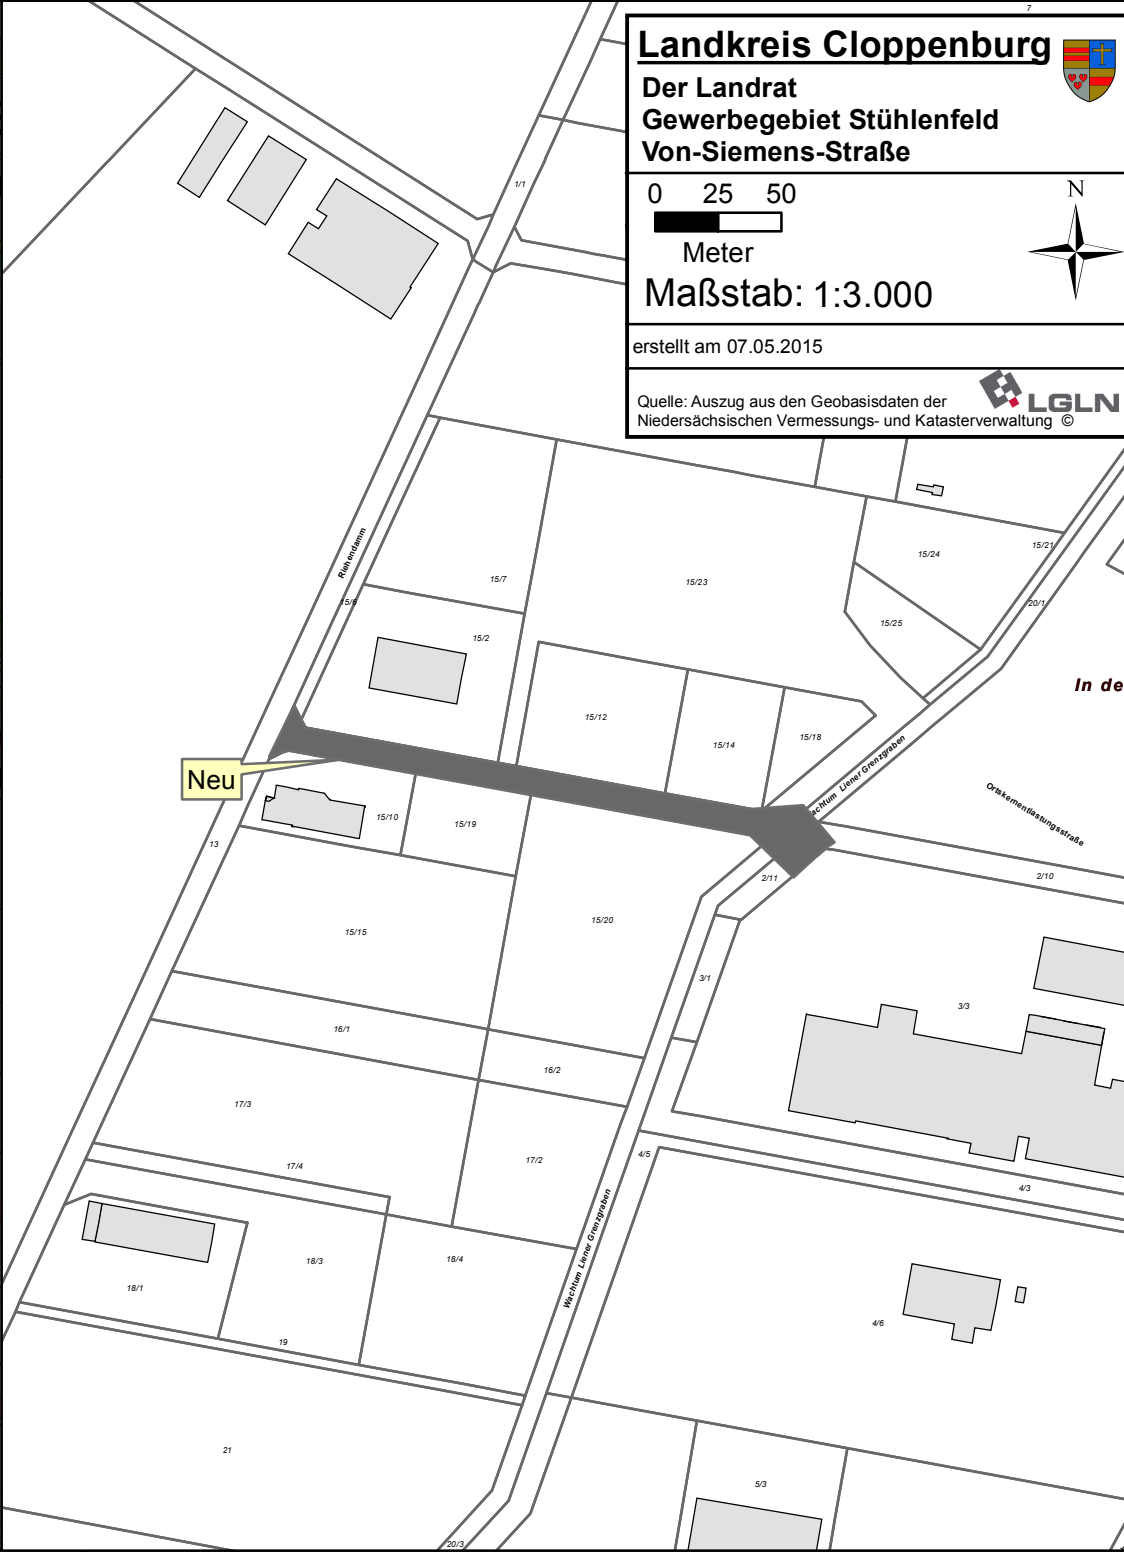 7
Landkreis Cloppenburg
Der Landrat
Gewerbegebiet Stühlenfeld
Von-Siemens-Straße
0 25 50
Meter
Maßstab: 1:3.000
N
erstellt am 07.05.2015
Quelle: Auszug aus den Geobasisdaten der
Niedersächsischen Vermessungs- und Katasterverwaltung ©
LGLN
1/1
Riehendamm
15/6
15/7
15/2
15/23
15/24
15/21
20/1
15/25
In de
15/12
15/14
15/18
Wachtum Liener Grenzgraben
Ortskernentlastungsstraße
Neu
13
15/10
15/19
2/11
2/10
15/15
15/20
3/1
3/3
16/1
16/2
17/3
17/4
17/2
4/5
4/3
Wachtum Liener Grenzgraben
18/1
18/3
18/4
19
4/6
21
5/3
20/3